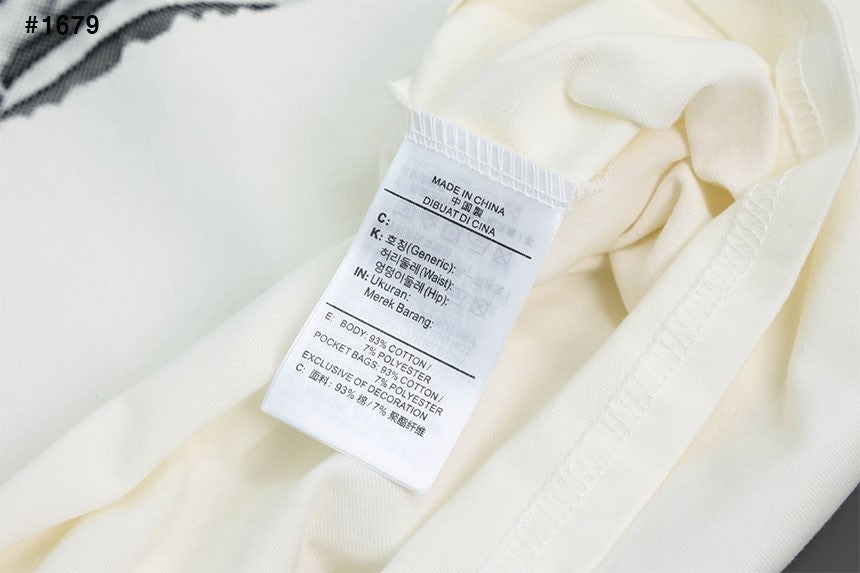 #1679
MADE IN CHINA
中国製
DIBUAT DI CINA
C:
K: 호칭(Generic):
허리둘레(Waist):
엉덩이둘레(Hip):
IN: Ukuran:
Merek Barang:
E: BODY: 93% COTTON /
7% POLYESTER
POCKET BAGS: 93% COTTON /
7% POLYESTER
EXCLUSIVE OF DECORATION
C: 面料: 93% 棉 / 7% 聚酯纤维